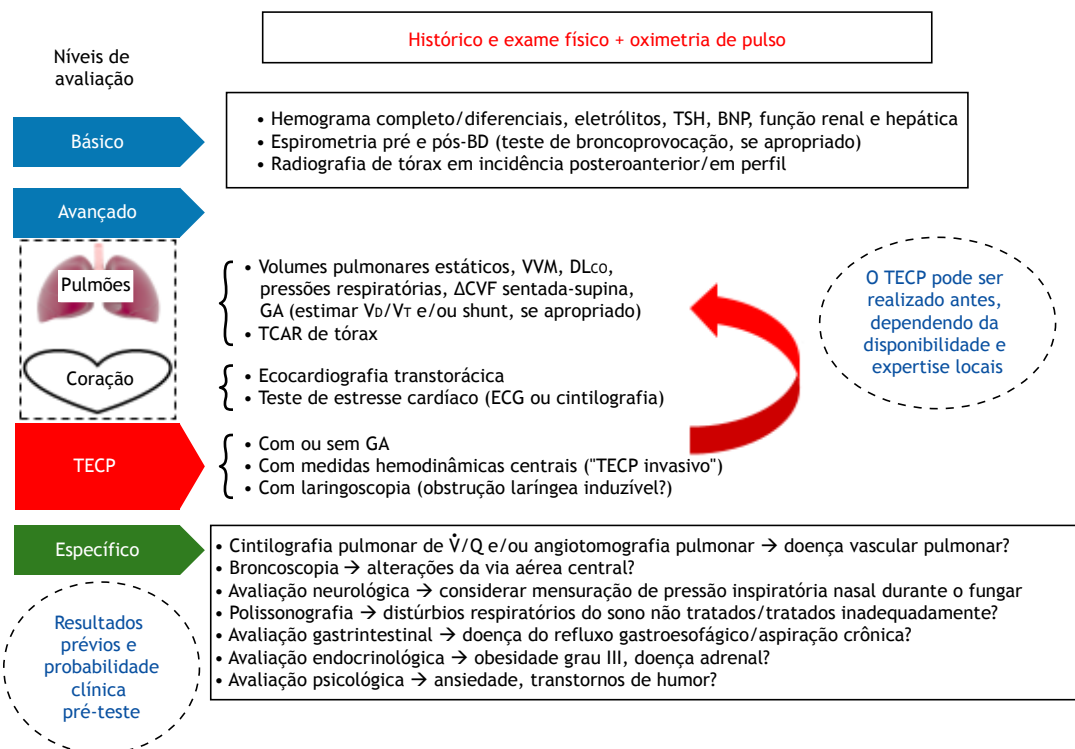 Níveis de
avaliação
Histórico e exame físico + oximetria de pulso
Básico
• Hemograma completo/diferenciais, eletrólitos, TSH, BNP, função renal e hepática
• Espirometria pré e pós-BD (teste de broncoprovocação, se apropriado)
• Radiografia de tórax em incidência posteroanterior/em perfil
Avançado
Pulmões
• Volumes pulmonares estáticos, VVM, DLCO,
pressões respiratórias, ΔCVF sentada-supina,
GA (estimar VD/VT e/ou shunt, se apropriado)
• TCAR de tórax
Coração
• Ecocardiografia transtorácica
• Teste de estresse cardíaco (ECG ou cintilografia)
O TECP pode ser
realizado antes,
dependendo da
disponibilidade e
expertise locais
TECP
• Com ou sem GA
• Com medidas hemodinâmicas centrais ("TECP invasivo")
• Com laringoscopia (obstrução laríngea induzível?)
Específico
• Cintilografia pulmonar de V̇/Q e/ou angiotomografia pulmonar → doença vascular pulmonar?
• Broncoscopia → alterações da via aérea central?
• Avaliação neurológica → considerar mensuração de pressão inspiratória nasal durante o fungar
• Polissonografia → distúrbios respiratórios do sono não tratados/tratados inadequadamente?
• Avaliação gastrintestinal → doença do refluxo gastroesofágico/aspiração crônica?
• Avaliação endocrinológica → obesidade grau III, doença adrenal?
• Avaliação psicológica → ansiedade, transtornos de humor?
Resultados
prévios e
probabilidade
clínica
pré-teste